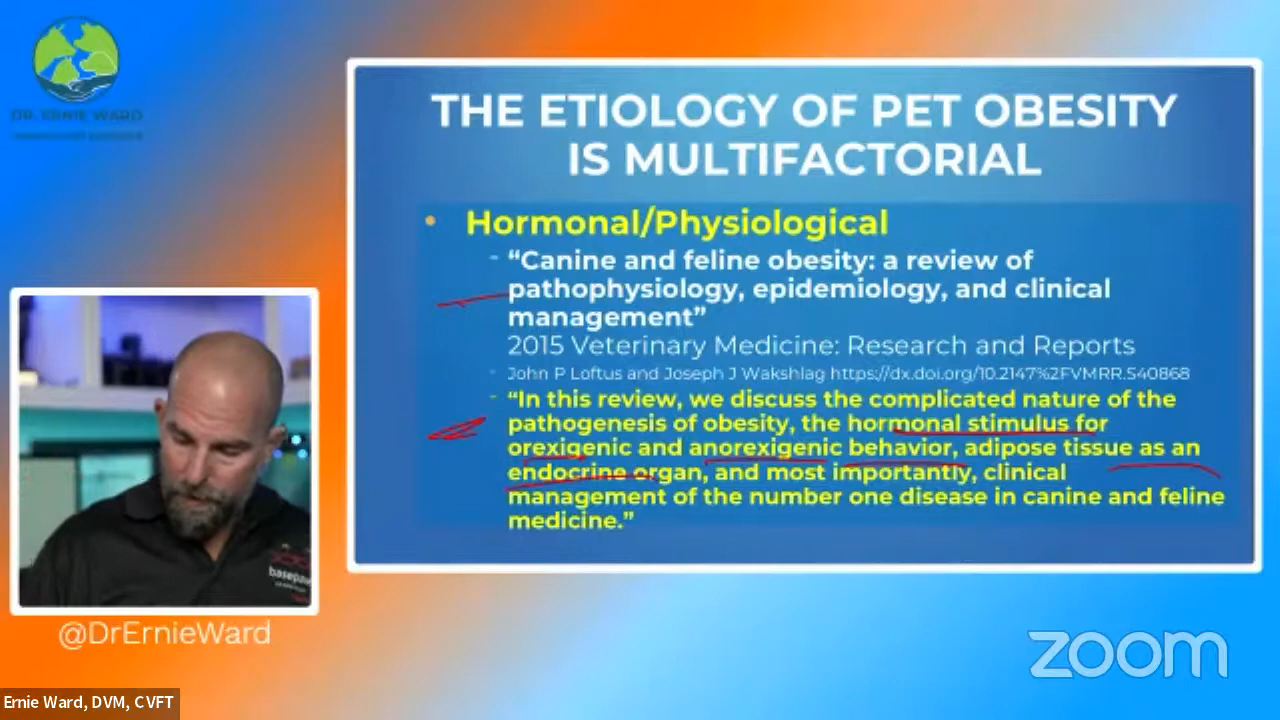 DR. ERNIE WARD
THE ETIOLOGY OF PET OBESITY
IS MULTIFACTORIAL
• Hormonal/Physiological
- “Canine and feline obesity: a review of
pathophysiology, epidemiology, and clinical
management”
2015 Veterinary Medicine: Research and Reports
John P Loftus and Joseph J Wakshlag https://dx.doi.org/10.2147%2FVMRR.S40868
- “In this review, we discuss the complicated nature of the
pathogenesis of obesity, the hormonal stimulus for
orexigenic and anorexigenic behavior, adipose tissue as an
endocrine organ, and most importantly, clinical
management of the number one disease in canine and feline
medicine.”
@DrErnieWard
zoom
Ernie Ward, DVM, CVFT